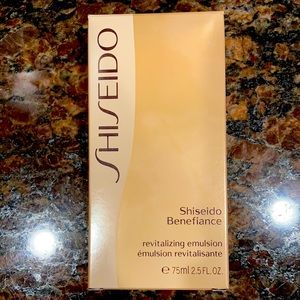 SHISEIDO
Shiseido
Benefiance
revitalizing emulsion
émulsion revitalisante
℮ 75ml 2.5 FL.OZ.